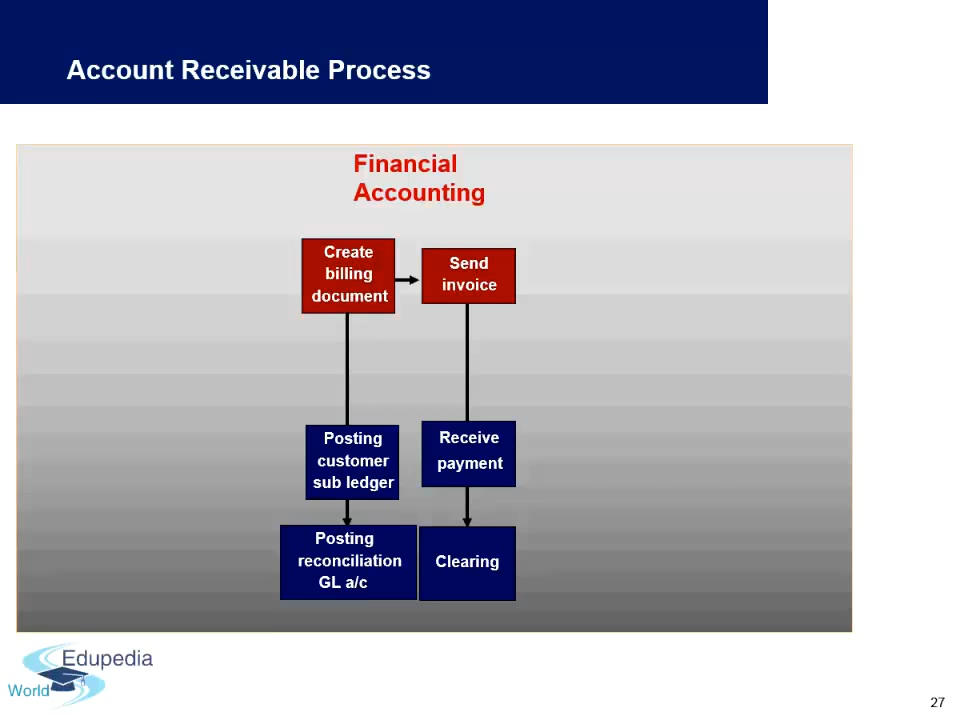 Account Receivable Process
Financial
Accounting
Create
billing
document
Send
invoice
Posting
customer
sub ledger
Receive
payment
Posting
reconciliation
GL a/c
Clearing
Edupedia
World
27